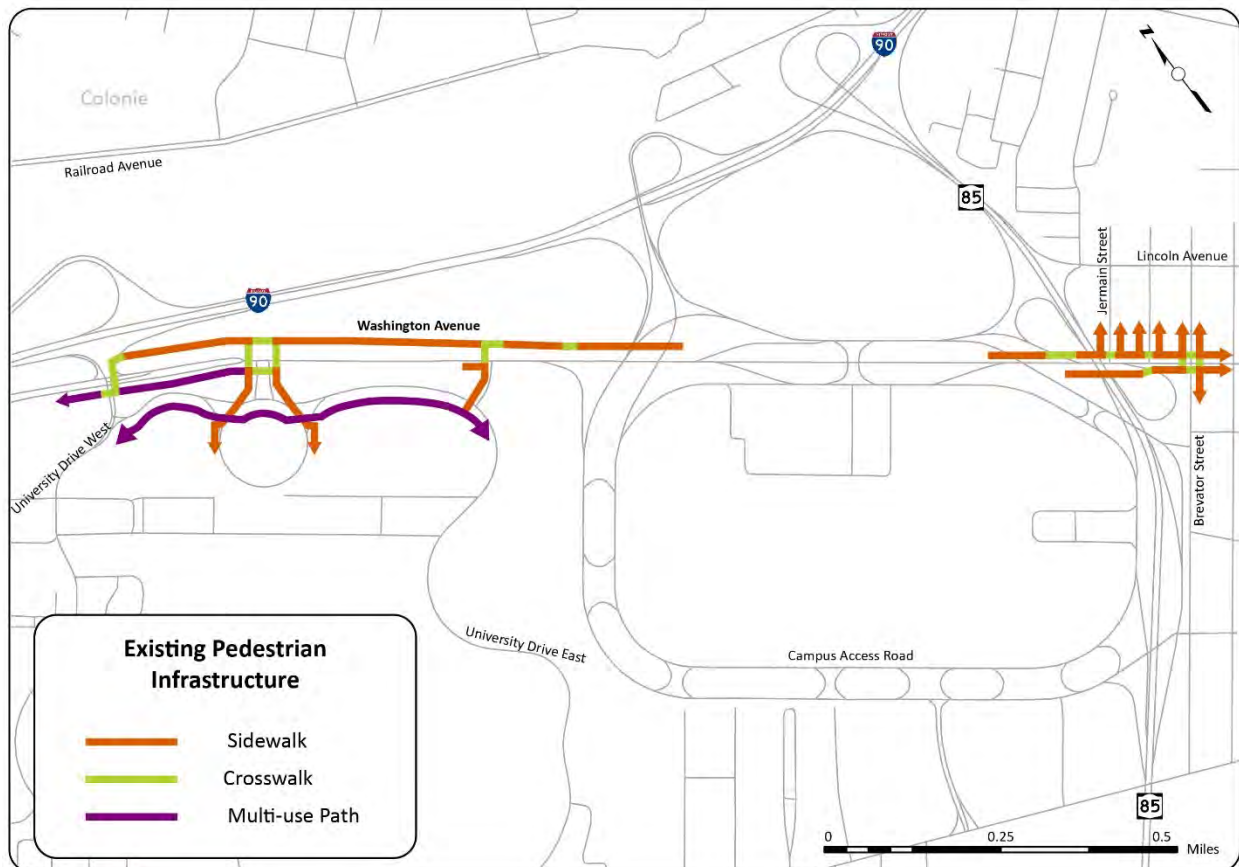 90
N
Colonie
Railroad Avenue
85
Jermain Street
Lincoln Avenue
90
Washington Avenue
University Drive West
Brevator Street
University Drive East
Campus Access Road
Existing Pedestrian
Infrastructure
Sidewalk
Crosswalk
Multi-use Path
85
0 0.25 0.5
Miles